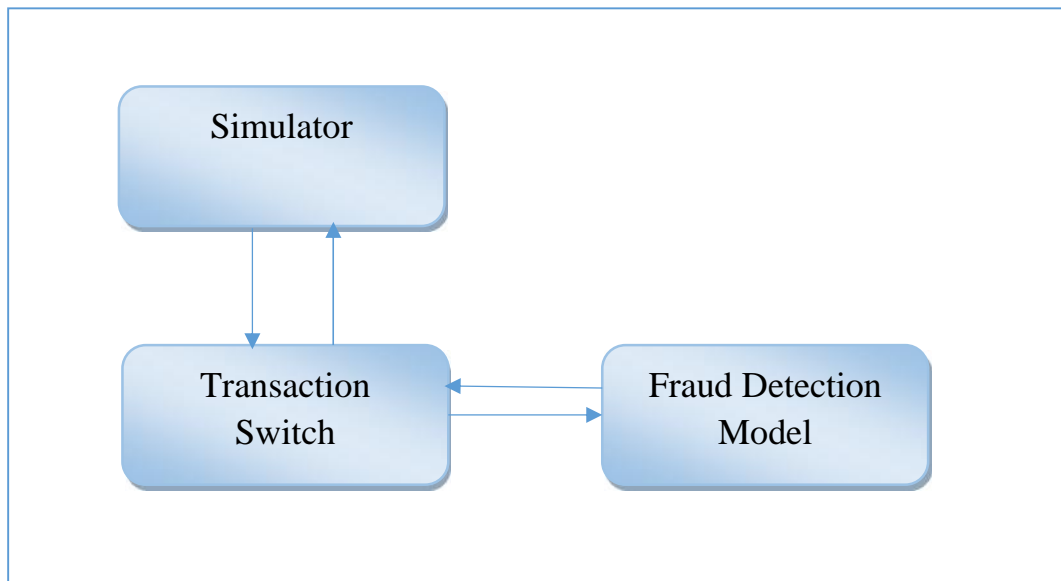 Simulator
Transaction
Switch
Fraud Detection
Model